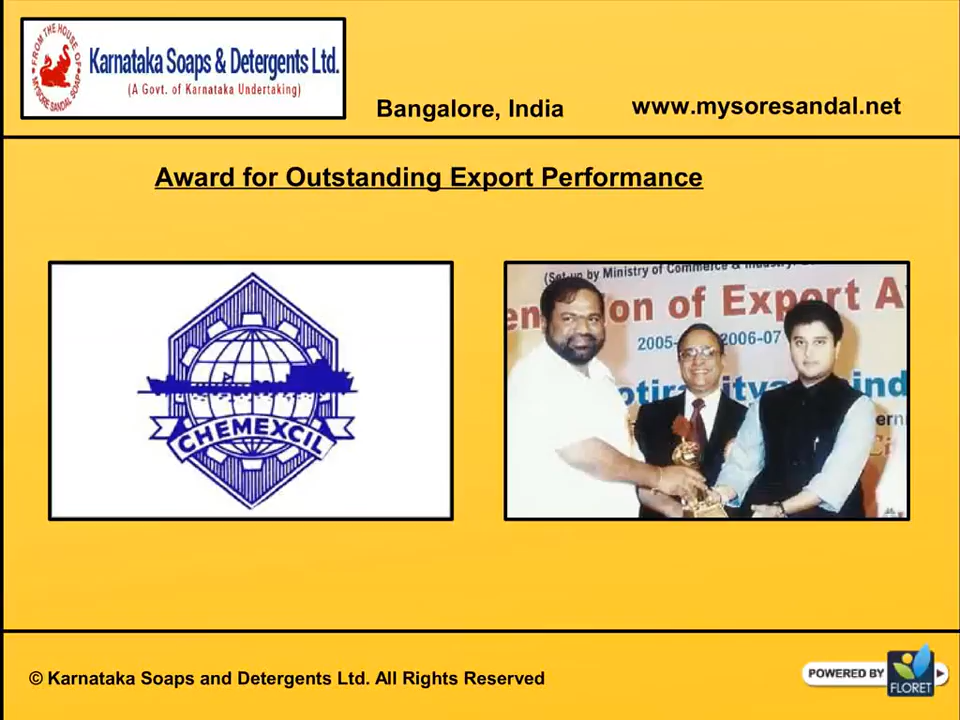 FROM THE HOUSE OF
MYSORE SANDAL SOAP
Karnataka Soaps & Detergents Ltd.
(A Govt. of Karnataka Undertaking)
Bangalore, India
www.mysoresandal.net
Award for Outstanding Export Performance
CHEMEXCIL
(Set-up by Ministry of Commerce & Industry,
of Export A
2005- 2006-07
© Karnataka Soaps and Detergents Ltd. All Rights Reserved
POWERED BY
FLORET